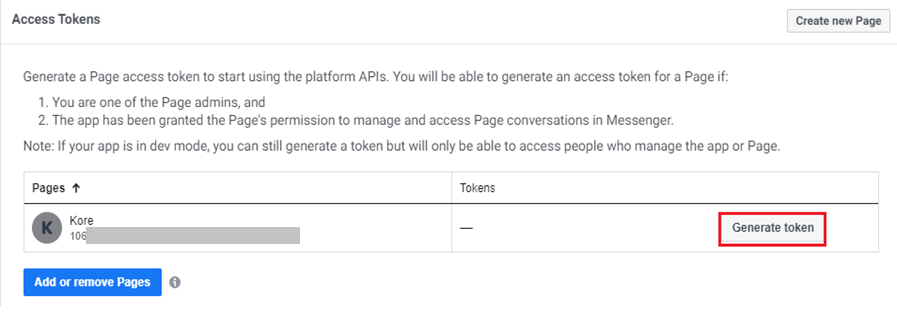 Access Tokens
Create new Page
Generate a Page access token to start using the platform APIs. You will be able to generate an access token for a Page if:
1. You are one of the Page admins, and
2. The app has been granted the Page's permission to manage and access Page conversations in Messenger.
Note: If your app is in dev mode, you can still generate a token but will only be able to access people who manage the app or Page.
Pages ↑ Tokens
K Kore
106
— Generate token
Add or remove Pages